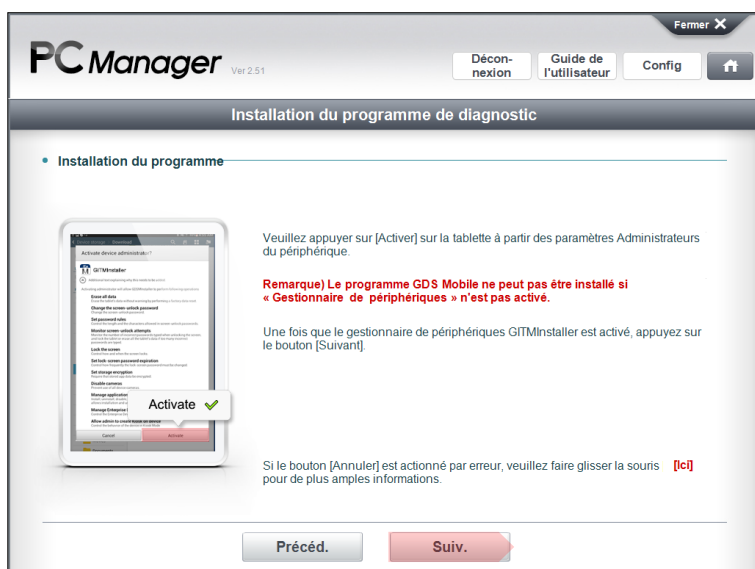 Fermer X
PC Manager Ver 2.51
Décon-
nexion
Guide de
l'utilisateur
Config
Installation du programme de diagnostic
• Installation du programme
Activate device administrator?
GITMInstaller
Erase all data
Change the screen-unlock password
Set password rules
Monitor screen-unlock attempts
Lock the screen
Set lock-screen password expiration
Set storage encryption
Disable cameras
Manage application
Manage Enterprise
Activate
Cancel
Activate
Veuillez appuyer sur [Activer] sur la tablette à partir des paramètres Administrateurs
du périphérique.
Remarque) Le programme GDS Mobile ne peut pas être installé si
« Gestionnaire de périphériques » n'est pas activé.
Une fois que le gestionnaire de périphériques GITMInstaller est activé, appuyez sur
le bouton [Suivant].
Si le bouton [Annuler] est actionné par erreur, veuillez faire glisser la souris [Ici]
pour de plus amples informations.
Précéd.
Suiv.